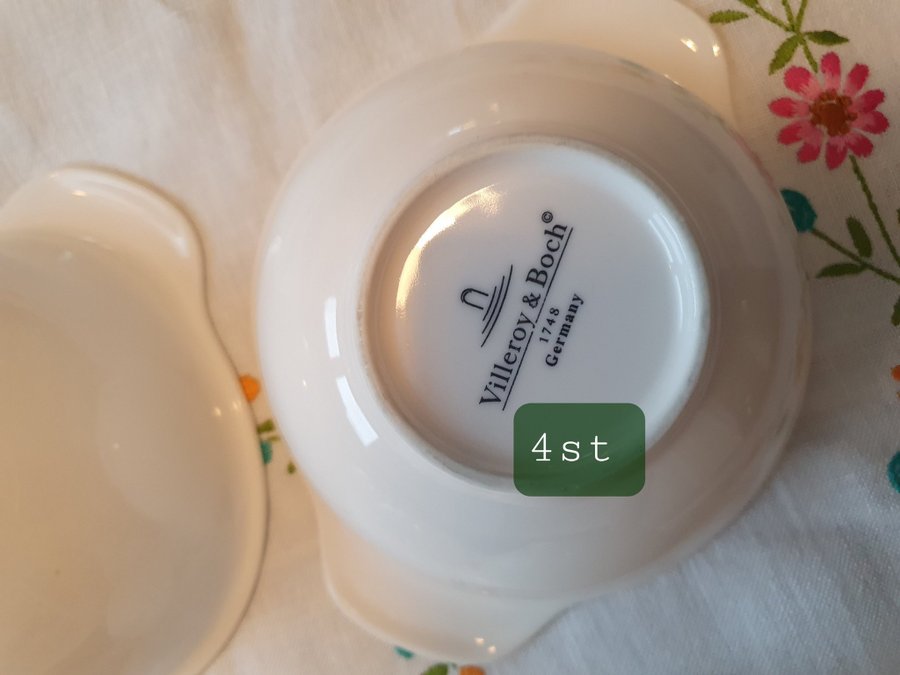 Villeroy & Boch©
1748
Germany
4st